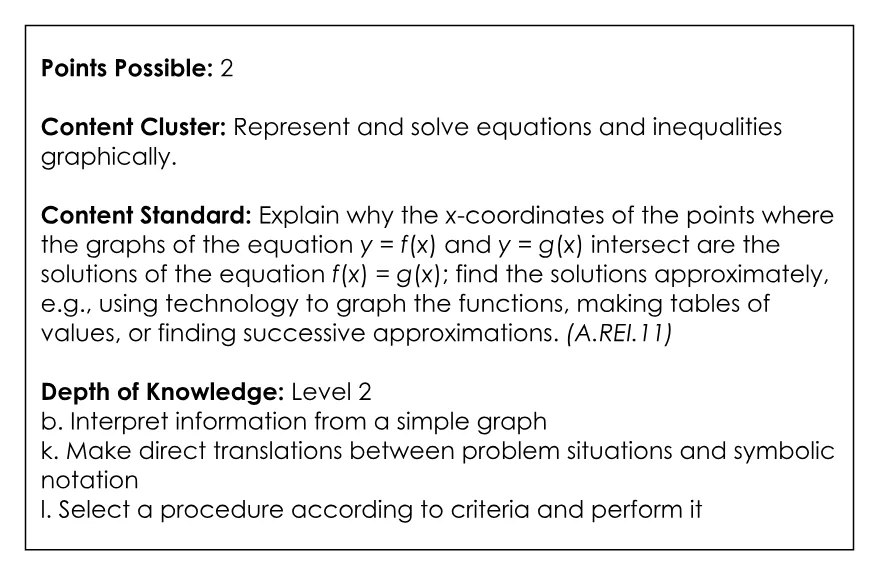 Points Possible: 2
Content Cluster: Represent and solve equations and inequalities
graphically.
Content Standard: Explain why the x-coordinates of the points where
the graphs of the equation y = f(x) and y = g(x) intersect are the
solutions of the equation f(x) = g(x); find the solutions approximately,
e.g., using technology to graph the functions, making tables of
values, or finding successive approximations. (A.REI.11)
Depth of Knowledge: Level 2
b. Interpret information from a simple graph
k. Make direct translations between problem situations and symbolic
notation
l. Select a procedure according to criteria and perform it